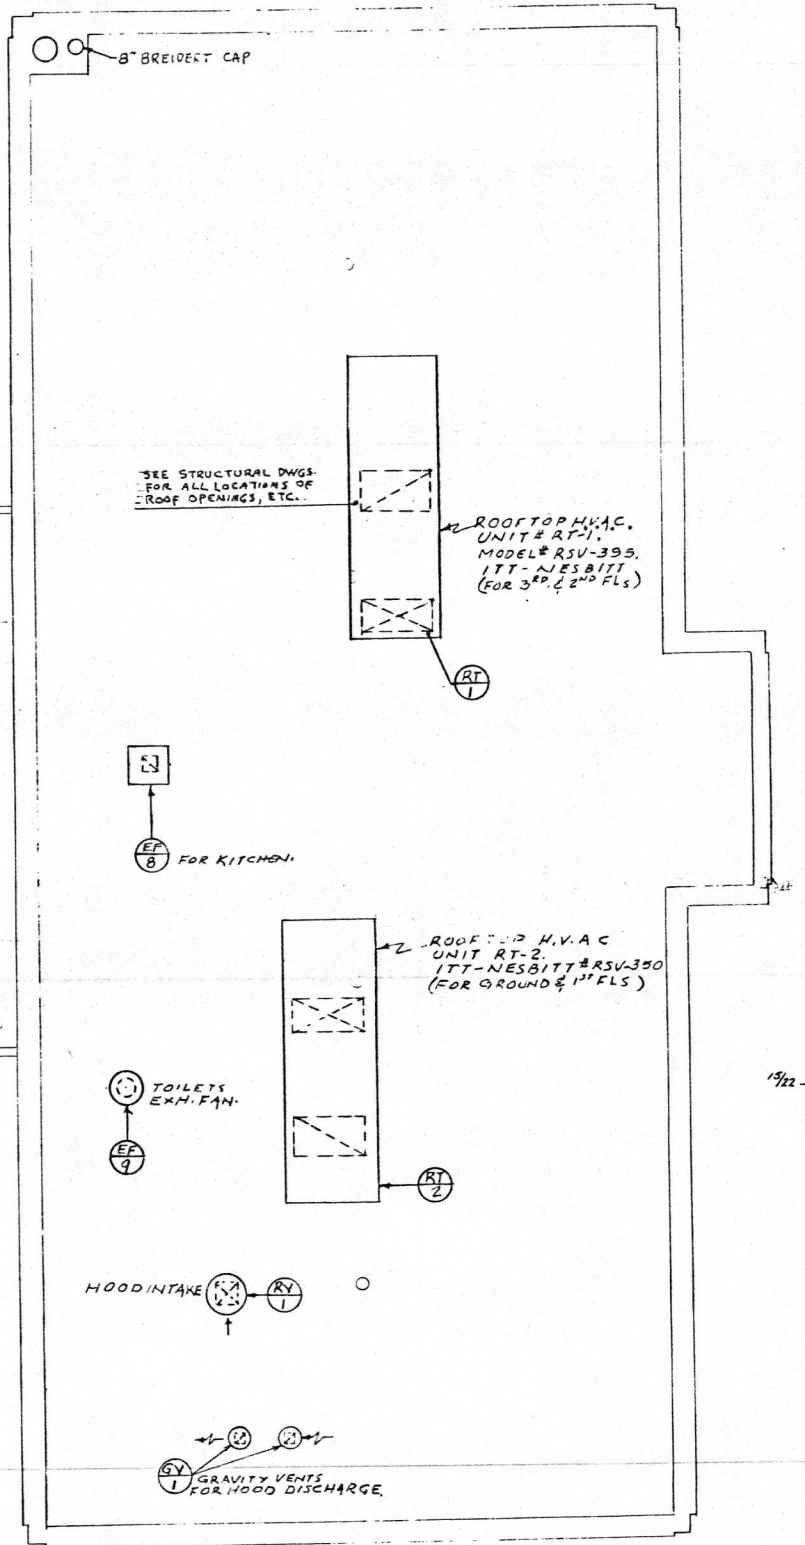 8" BREIDERT CAP
SEE STRUCTURAL DWGS.
FOR ALL LOCATIONS OF
ROOF OPENINGS, ETC.
ROOFTOP H.V.A.C.
UNIT # RT-1.
MODEL # RSV-395.
ITT-NESBITT
(FOR 3RD. & 2ND FLS)
RT
1
EF
8
FOR KITCHEN.
ROOFTOP H.V.A C
UNIT RT-2.
ITT-NESBITT # RSV-350
(FOR GROUND & 1ST FLS)
TOILETS
EXH. FAN.
15/22
EF
9
RT
2
HOOD INTAKE
RV
1
GV
1
GRAVITY VENTS
FOR HOOD DISCHARGE.